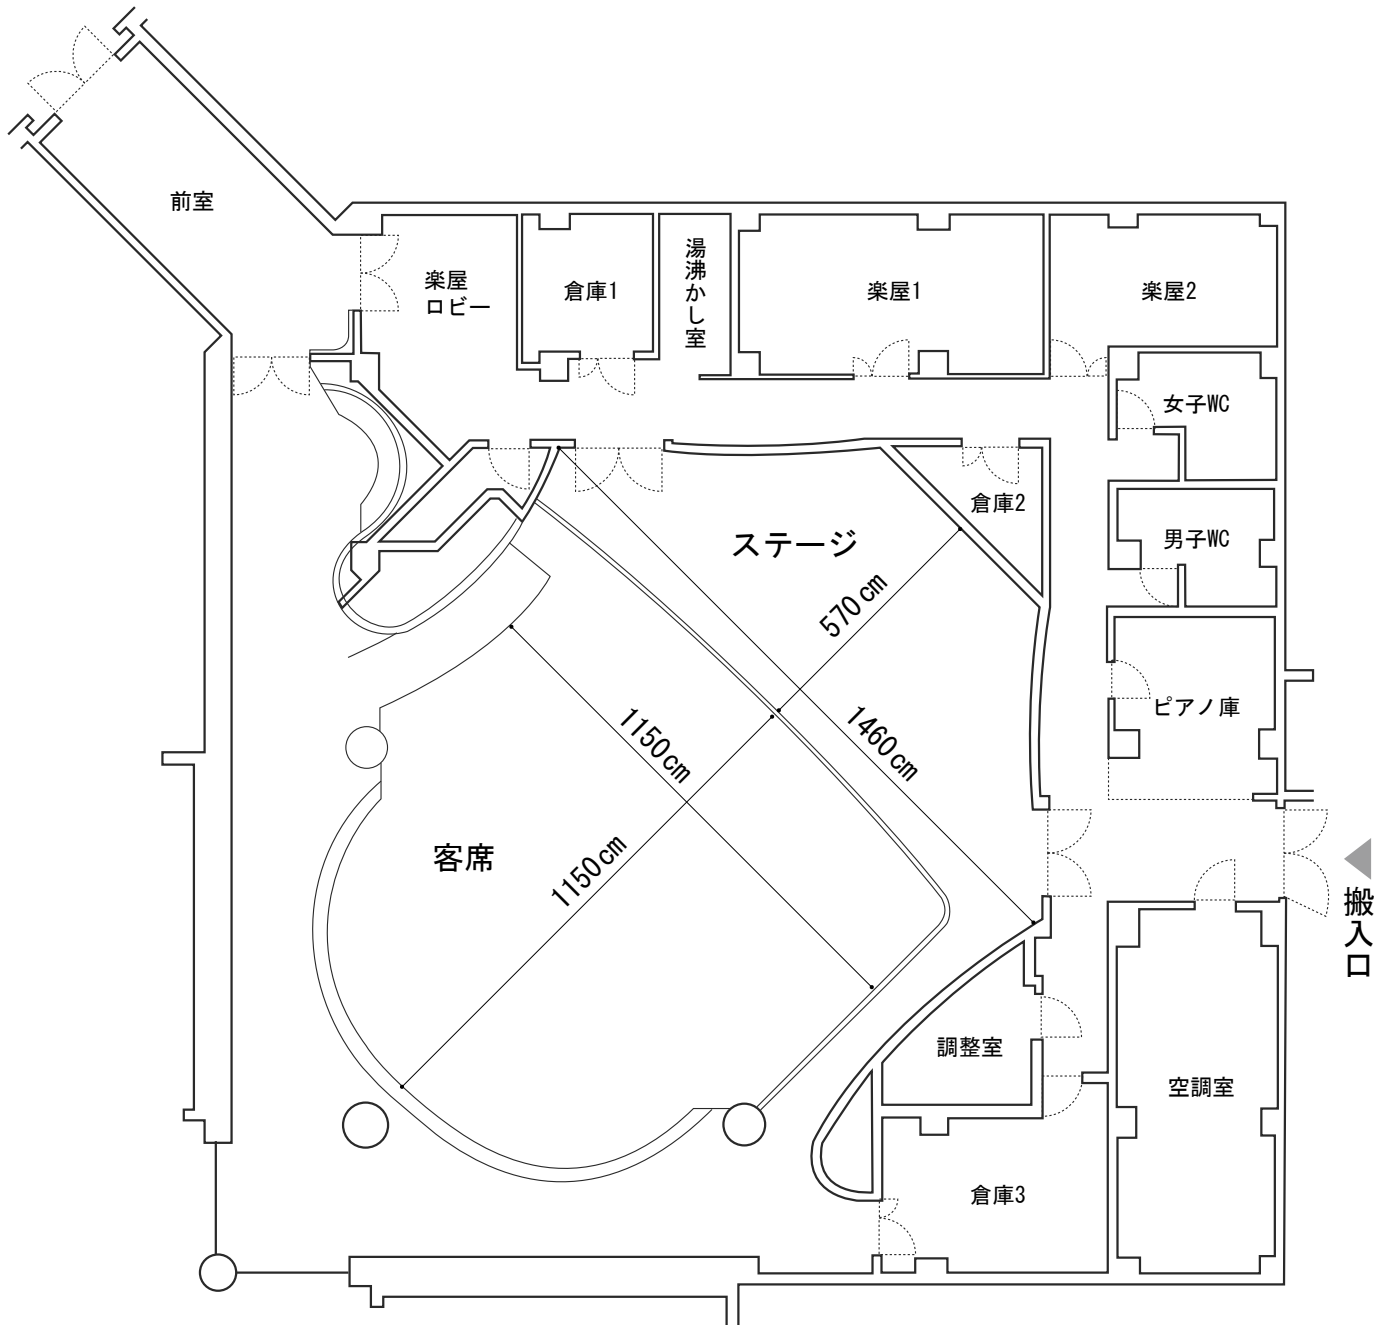 前室
楽屋
ロビー
倉庫1
湯沸かし室
楽屋1
楽屋2
女子WC
倉庫2
男子WC
ステージ
570cm
ピアノ庫
1150cm
1460cm
客席
1150cm
搬入口
調整室
空調室
倉庫3